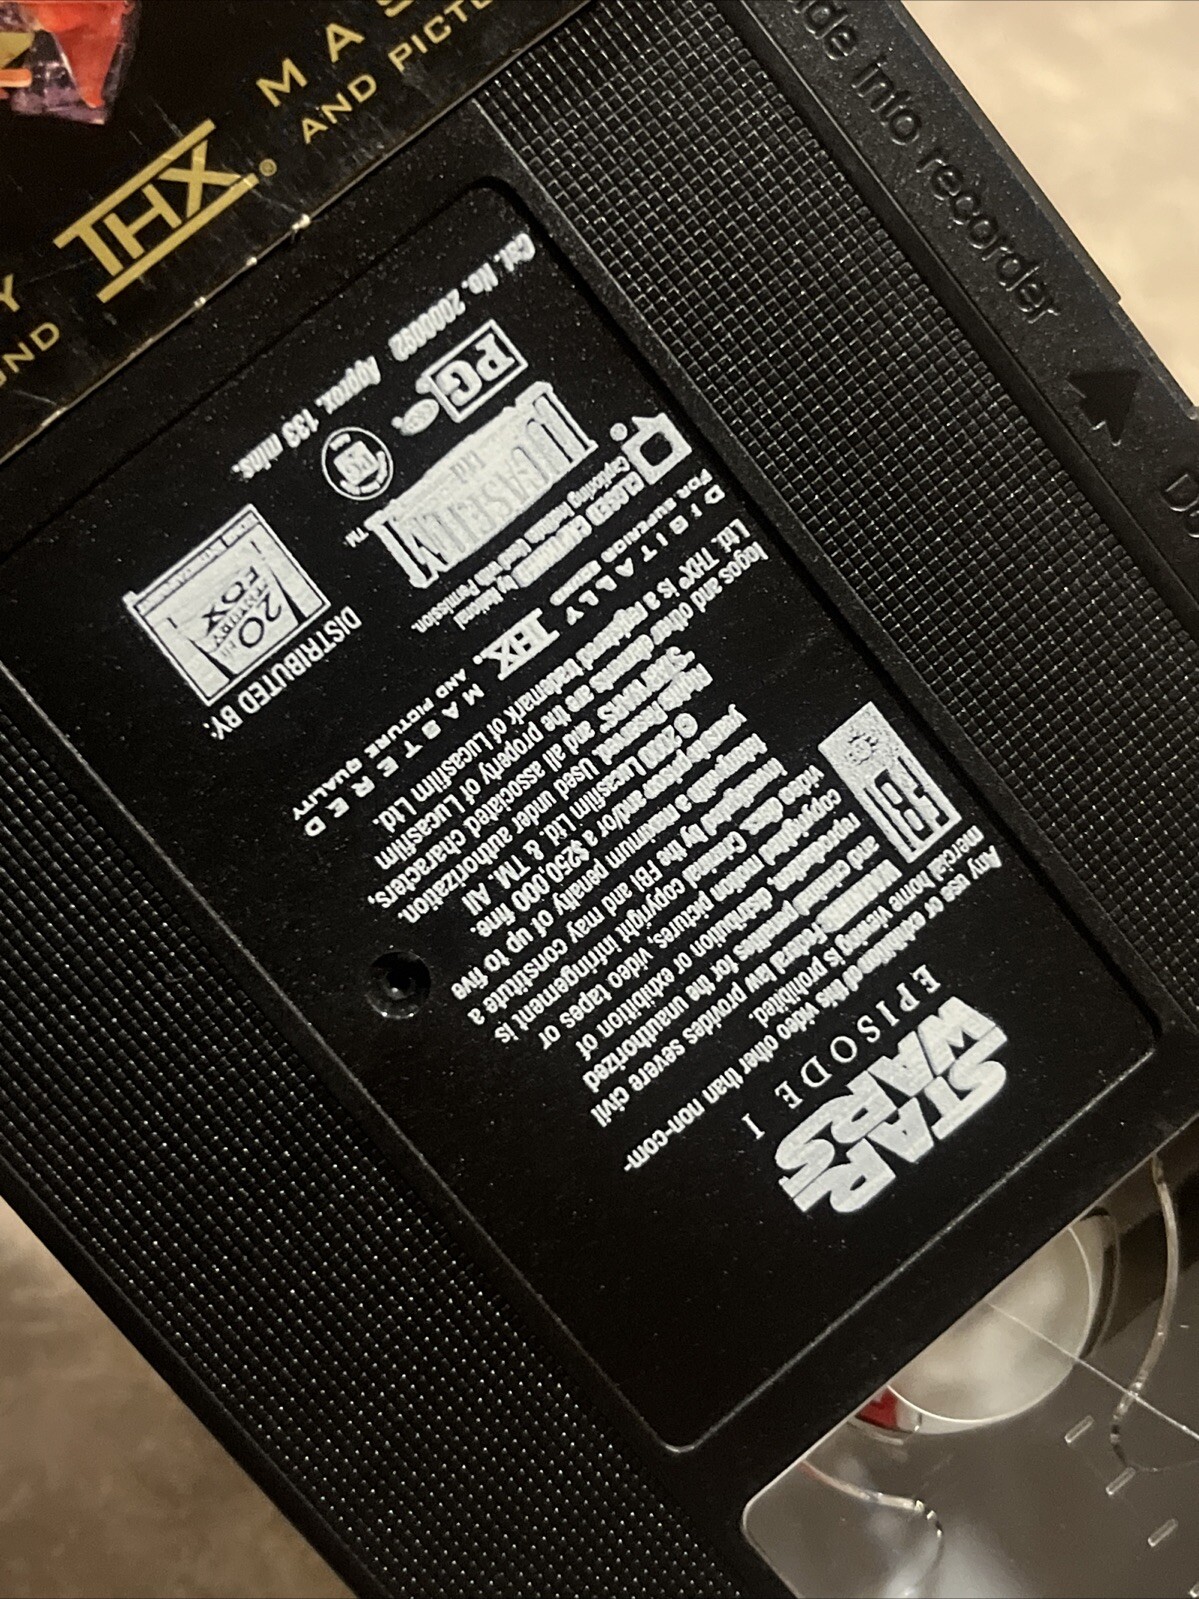 STAR
WARS
EPISODE I
Any use or exhibition of this video other than non-com-
mercial home viewing is prohibited.
FBI
WARNING: Federal law provides severe civil
and criminal penalties for the unauthorized
reproduction, distribution or exhibition of
copyrighted motion pictures, video tapes or
video discs. Criminal copyright infringement is
investigated by the FBI and may constitute a
felony with a maximum penalty of up to five
years in prison and/or a $250,000 fine.
© 2000 Lucasfilm Ltd. & TM. All
Rights Reserved. Used under authorization.
STAR WARS and all associated characters,
logos and other elements are the property of Lucasfilm
Ltd. THX® is a registered trademark of Lucasfilm Ltd.
DIGITALLY THX. MASTERED
FOR SUPERIOR SOUND AND PICTURE QUALITY
CLOSED CAPTIONED by National
Captioning Institute. Used with Permission.
LUCASFILM
Ltd.
TM
DISTRIBUTED BY:
20th
CENTURY
FOX
HOME ENTERTAINMENT
PG
Cat. No. 2000092 Approx. 133 mins.
THX® MAS
AND PICTU
Y
UND
ide into recorder